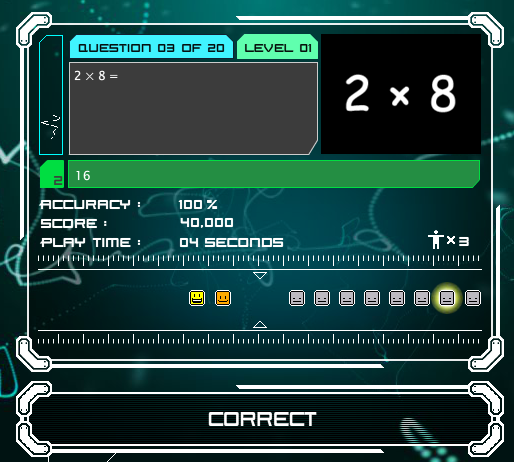 QUESTION 03 OF 20 LEVEL 01
2 × 8 =
2 × 8
2 16
ACCURACY : 100 %
SCORE : 40,000
PLAY TIME : 04 SECONDS ×3
CORRECT